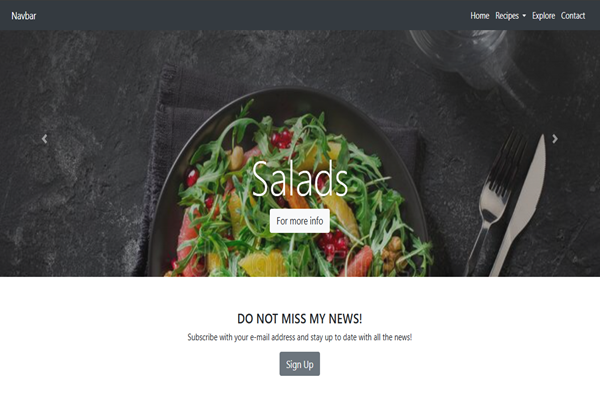 Navbar
Home Recipes Explore Contact
Salads
For more info
DO NOT MISS MY NEWS!
Subscribe with your e-mail address and stay up to date with all the news!
Sign Up